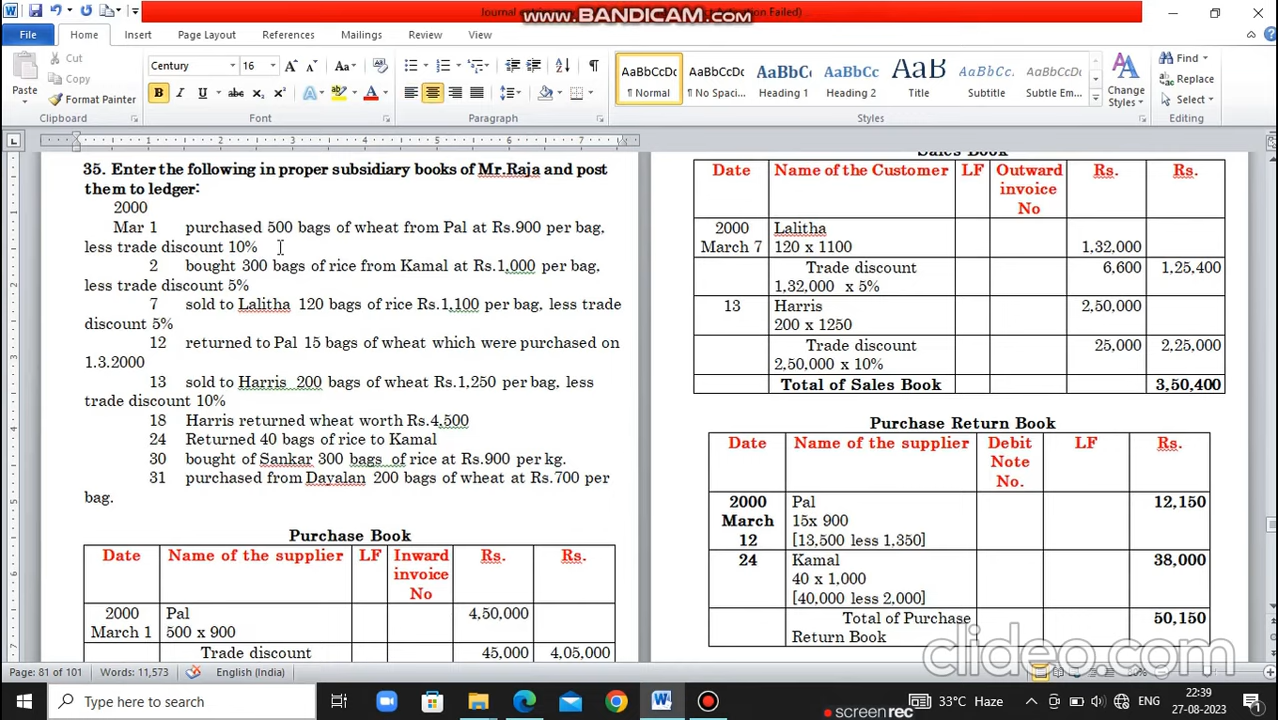 Journal entries
Activation Failed)
www.BANDICAM.com
File Home Insert Page Layout References Mailings Review View
Cut
Copy
Format Painter
Paste
Clipboard
Century 16
Font
Paragraph
AaBbCcDc AaBbCcDc AaBbC AaBbCc AaB AaBbCcL AaBbCcDc
Normal No Spaci... Heading 1 Heading 2 Title Subtitle Subtle Em...
Change Styles
Styles
Find
Replace
Select
Editing
35. Enter the following in proper subsidiary books of Mr.Raja and post
them to ledger:
2000
Mar 1 purchased 500 bags of wheat from Pal at Rs.900 per bag,
less trade discount 10%
2 bought 300 bags of rice from Kamal at Rs.1,000 per bag,
less trade discount 5%
7 sold to Lalitha 120 bags of rice Rs.1,100 per bag, less trade
discount 5%
12 returned to Pal 15 bags of wheat which were purchased on
1.3.2000
13 sold to Harris 200 bags of wheat Rs.1,250 per bag, less
trade discount 10%
18 Harris returned wheat worth Rs.4,500
24 Returned 40 bags of rice to Kamal
30 bought of Sankar 300 bags of rice at Rs.900 per kg.
31 purchased from Dayalan 200 bags of wheat at Rs.700 per
bag.
Purchase Book
Date Name of the supplier LF Inward invoice No Rs. Rs.
2000 Pal 4,50,000
March 1 500 x 900
Trade discount 45,000 4,05,000
Sales Book
Date Name of the Customer LF Outward invoice No Rs. Rs.
2000 Lalitha
March 7 120 x 1100 1,32,000
Trade discount 6,600 1,25,400
1,32,000 x 5%
13 Harris 2,50,000
200 x 1250
Trade discount 25,000 2,25,000
2,50,000 x 10%
Total of Sales Book 3,50,400
Purchase Return Book
Date Name of the supplier Debit Note No. LF Rs.
2000 Pal 12,150
March 15x 900
12 [13,500 less 1,350]
24 Kamal 38,000
40 x 1,000
[40,000 less 2,000]
Total of Purchase 50,150
Return Book
clideo.com
Page: 81 of 101 Words: 11,573 English (India)
Type here to search
33°C Haze ENG 22:39
27-08-2023
screenrec